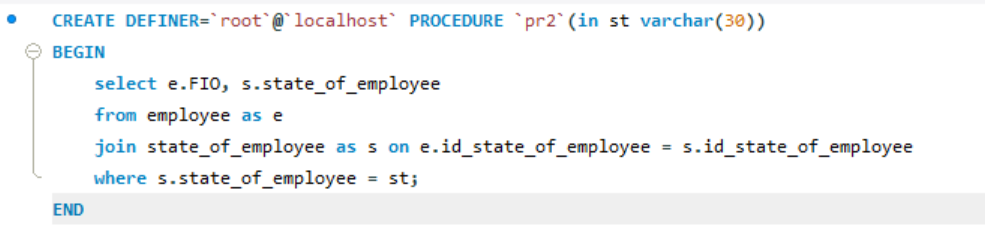 CREATE DEFINER=`root`@`localhost` PROCEDURE `pr2`(in st varchar(30))
BEGIN
    select e.FIO, s.state_of_employee
    from employee as e
    join state_of_employee as s on e.id_state_of_employee = s.id_state_of_employee
    where s.state_of_employee = st;
END